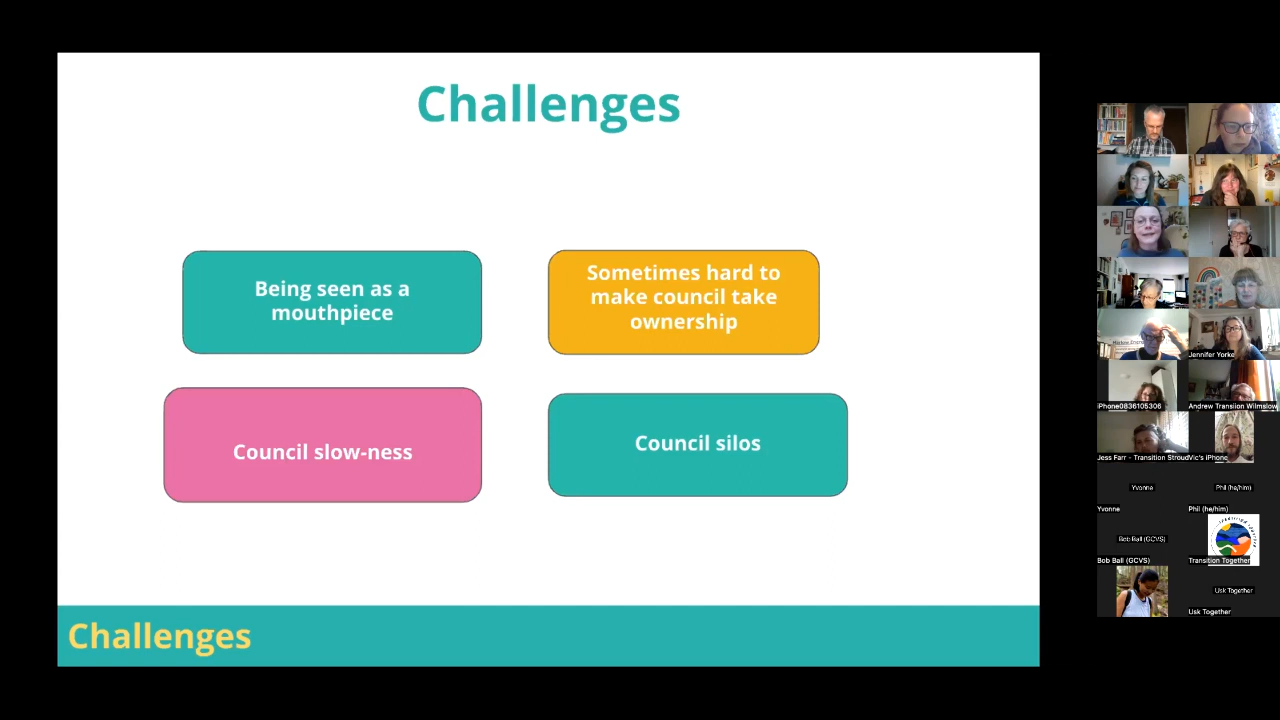 Challenges
Being seen as a
mouthpiece
Sometimes hard to
make council take
ownership
Council slow-ness
Council silos
Challenges
Jennifer Yorke
iPhone0836105306
Andrew Transiion Wilmslow
Jess Farr - Transition Stroud
Vic's iPhone
Yvonne
Phil (he/him)
Yvonne
Phil (he/him)
Bob Ball (GCVS)
Bob Ball (GCVS)
Transition Together
Usk Together
Usk Together